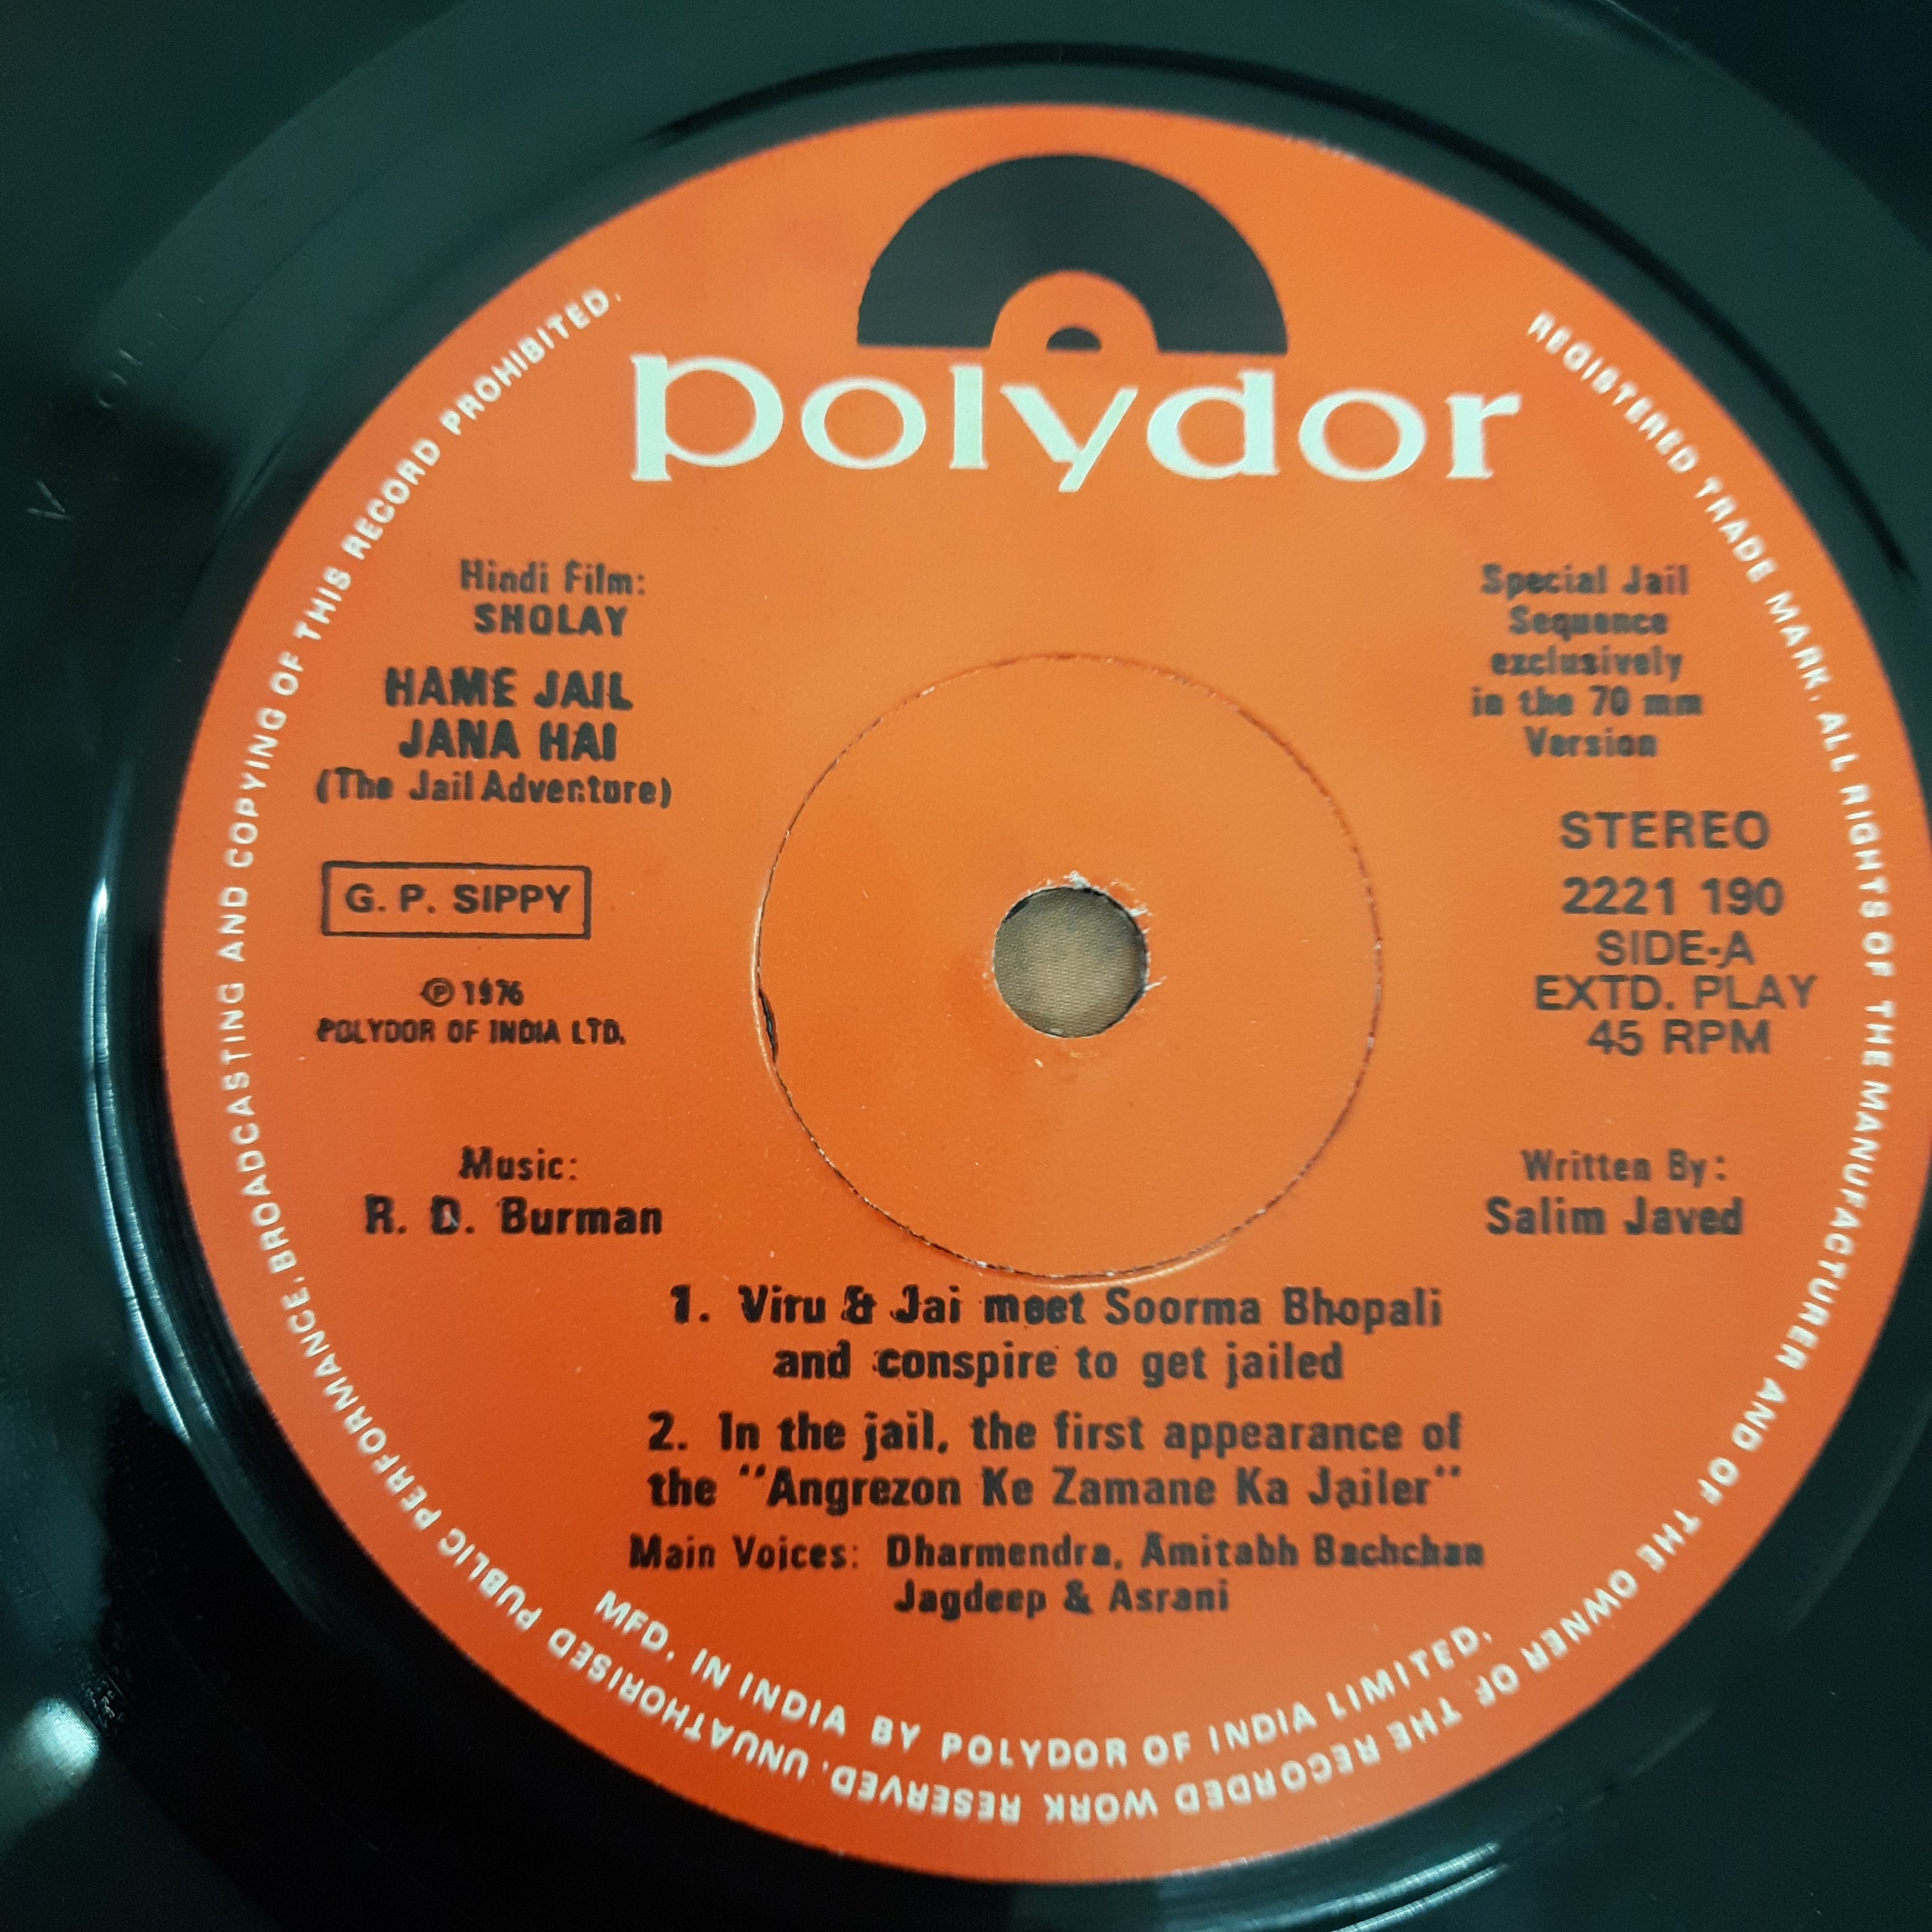 polydor
Hindi Film:
SHOLAY
HAME JAIL
JANA HAI
(The Jail Adventure)
G. P. SIPPY
℗ 1976
POLYDOR OF INDIA LTD.
Music:
R. D. Burman
Special Jail
Sequence
exclusively
in the 70 mm
Version
STEREO
2221 190
SIDE-A
EXTD. PLAY
45 RPM
Written By:
Salim Javed
1. Viru & Jai meet Soorma Bhopali
and conspire to get jailed
2. In the jail, the first appearance of
the "Angrezon Ke Zamane Ka Jailer"
Main Voices: Dharmendra, Amitabh Bachchan
Jagdeep & Asrani
MFD. IN INDIA BY POLYDOR OF INDIA LIMITED.
REGISTERED TRADE MARK. ALL RIGHTS OF THE MANUFACTURER AND OF THE OWNER OF THE RECORDED WORK RESERVED. UNUATHORISED PUBLIC PERFORMANCE, BROADCASTING AND COPYING OF THIS RECORD PROHIBITED.